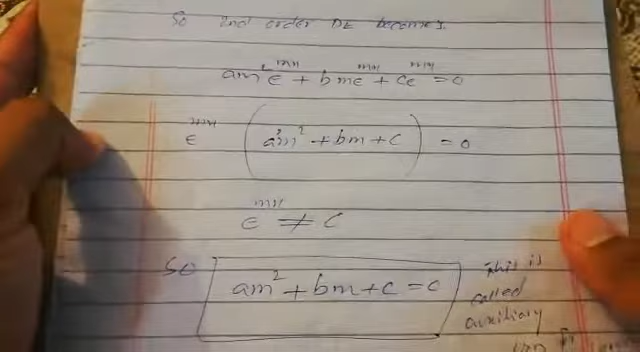 So 2nd order DE becomes
am² e^mx + bme^mx + ce^mx = 0
e^mx (am² + bm + c) = 0
e^mx ≠ 0
So am² + bm + c = 0
This is
called
auxiliary